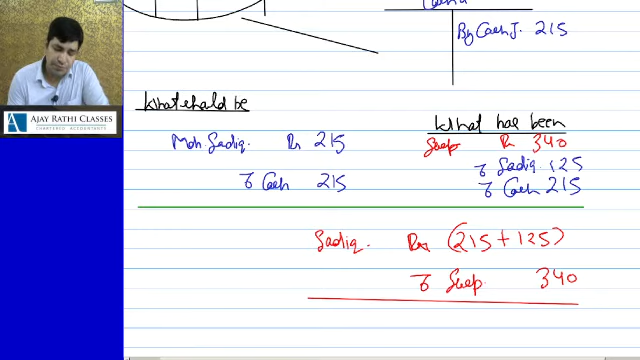 By Cash J. 215
AJAY RATHI CLASSES
CHARTERED ACCOUNTANTS
What should be
What has been
Moh. Sadiq. Dr 215
Susp Dr 340
To Sadiq. 125
To Cash 215
To Cash 215
Sadiq. Dr (215 + 125)
To Susp. 340